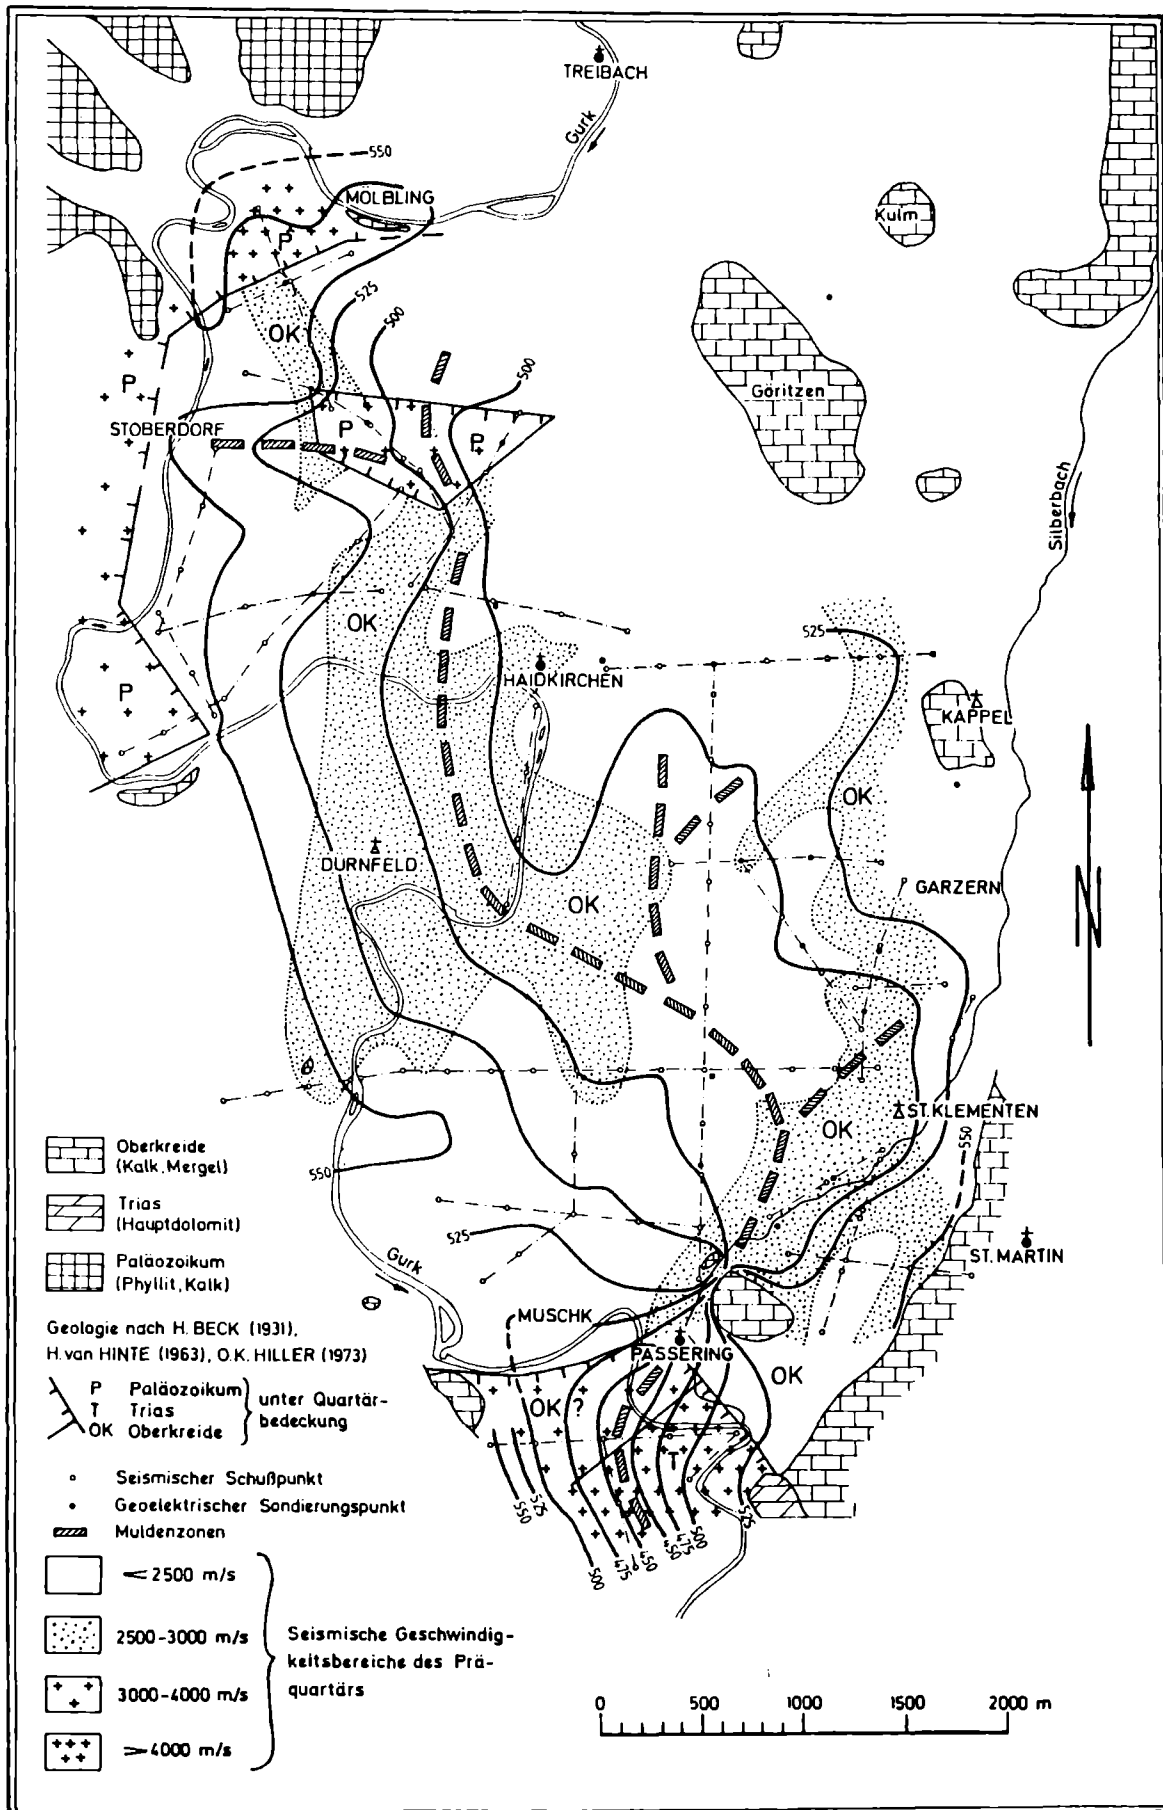 TREIBACH
Gurk
550
MÖLBLING
P
Kulm
525
500
OK
500
P
Göritzen
STOBERDORF
P
P
Silberbach
OK
525
HAIDKIRCHEN
P
KAPPEL
OK
DÜRNFELD
GARZERN
OK
N
ST. KLEMENTEN
OK
550
550
525
ST. MARTIN
Gurk
MUSCHK
PASSERING
OK
OK ?
T
550
525
500
475
450
450
475
500
525
Oberkreide
(Kalk, Mergel)
Trias
(Hauptdolomit)
Paläozoikum
(Phyllit, Kalk)
Geologie nach H. BECK (1931),
H. van HINTE (1963), O.K. HILLER (1973)
P Paläozoikum
T Trias
OK Oberkreide
unter Quartär-
bedeckung
Seismischer Schußpunkt
Geoelektrischer Sondierungspunkt
Muldenzonen
< 2500 m/s
2500-3000 m/s
3000-4000 m/s
> 4000 m/s
Seismische Geschwindig-
keitsbereiche des Prä-
quartärs
0 500 1000 1500 2000 m